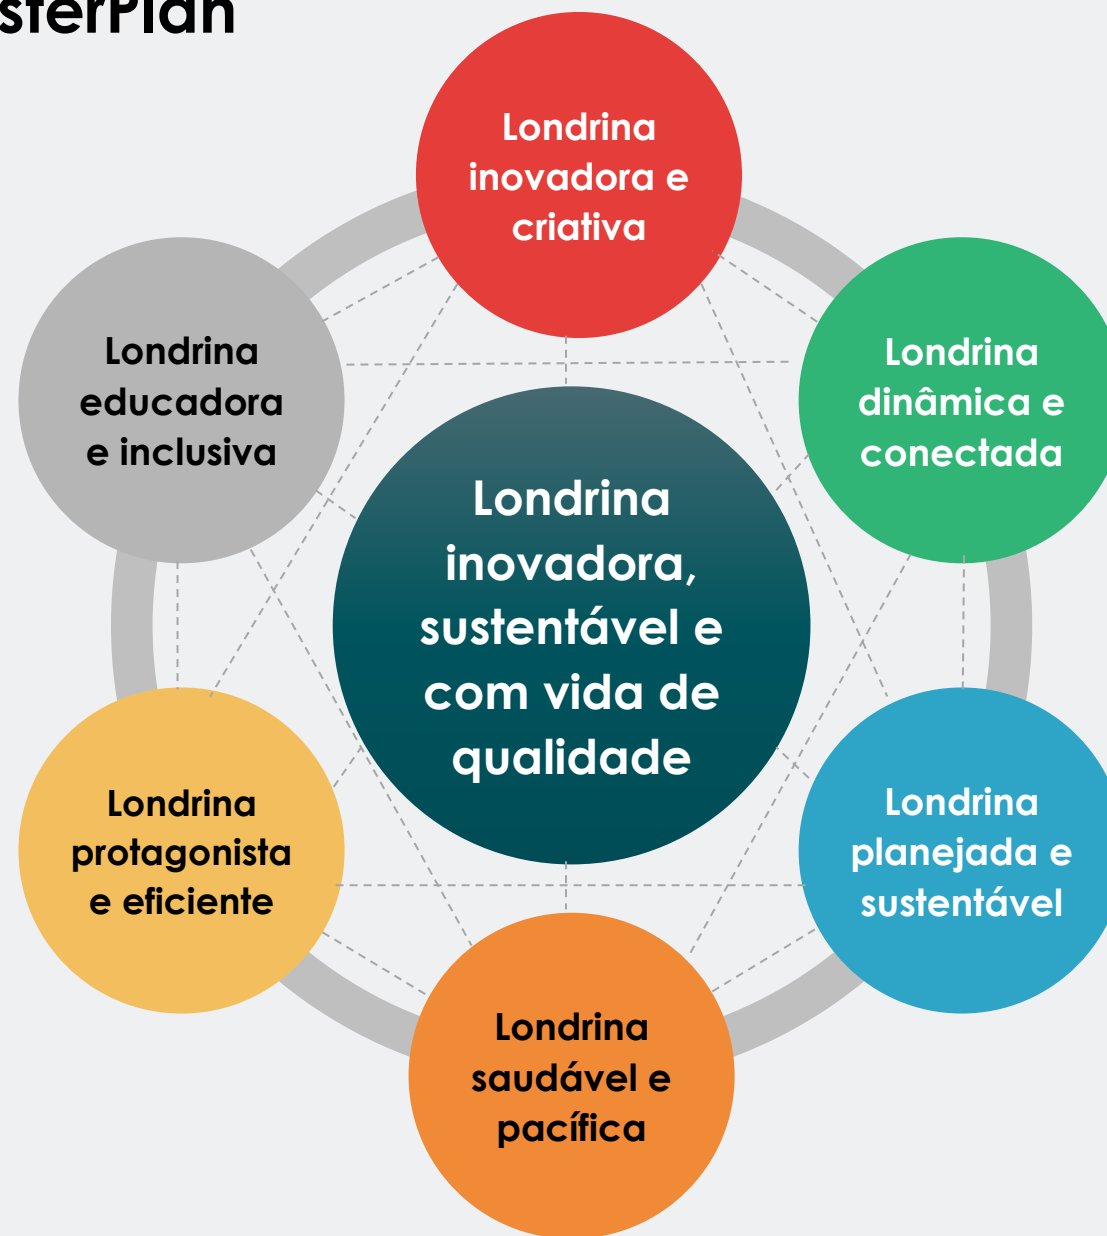 sterPlan
Londrina
inovadora e
criativa
Londrina
educadora
e inclusiva
Londrina
dinâmica e
conectada
Londrina
inovadora,
sustentável e
com vida de
qualidade
Londrina
protagonista
e eficiente
Londrina
planejada e
sustentável
Londrina
saudável e
pacífica